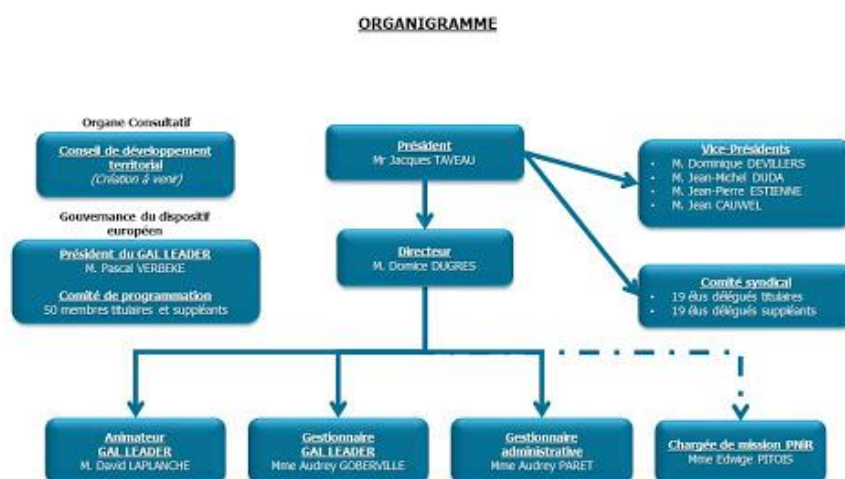 ORGANIGRAMME
Organe Consultatif
Conseil de développement
territorial
(Création à venir)
Gouvernance du dispositif
européen
Président du GAL LEADER
M. Pascal VERBEKE
Comité de programmation
50 membres titulaires et suppléants
Président
Mr Jacques TAVEAU
Directeur
M. Domice DUGRES
Vice-Présidents
• M. Dominique DEVILLERS
• M. Jean-Michel DUDA
• M. Jean-Pierre ESTIENNE
• M. Jean CAUWEL
Comité syndical
• 19 élus délégués titulaires
• 19 élus délégués suppléants
Animateur
GAL LEADER
M. David LAPLANCHE
Gestionnaire
GAL LEADER
Mme Audrey GOBERVILLE
Gestionnaire
administrative
Mme Audrey PARET
Chargée de mission PNR
Mme Edwige PITOIS